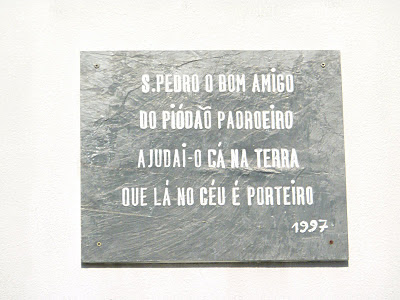 S.PEDRO O BOM AMIGO
DO PIÓDÃO PADROEIRO
AJUDAI-O CÁ NA TERRA
QUE LÁ NO CÉU É PORTEIRO
1997